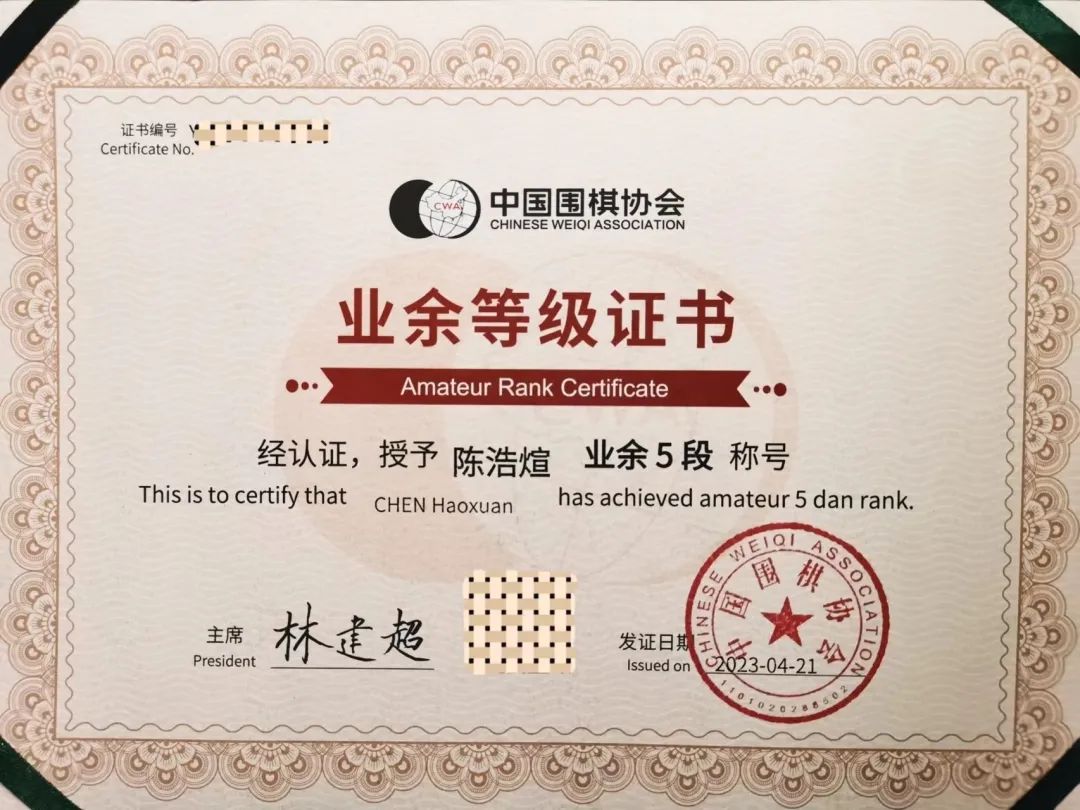 证书编号 Y
Certificate No.
CWA
中国围棋协会
CHINESE WEIQI ASSOCIATION
业余等级证书
Amateur Rank Certificate
经认证，授予 陈浩煊 业余 5 段 称号
This is to certify that CHEN Haoxuan has achieved amateur 5 dan rank.
主席 林建超
President
发证日期
Issued on 2023-04-21
CHINESE WEIQI ASSOCIATION
中国围棋协会